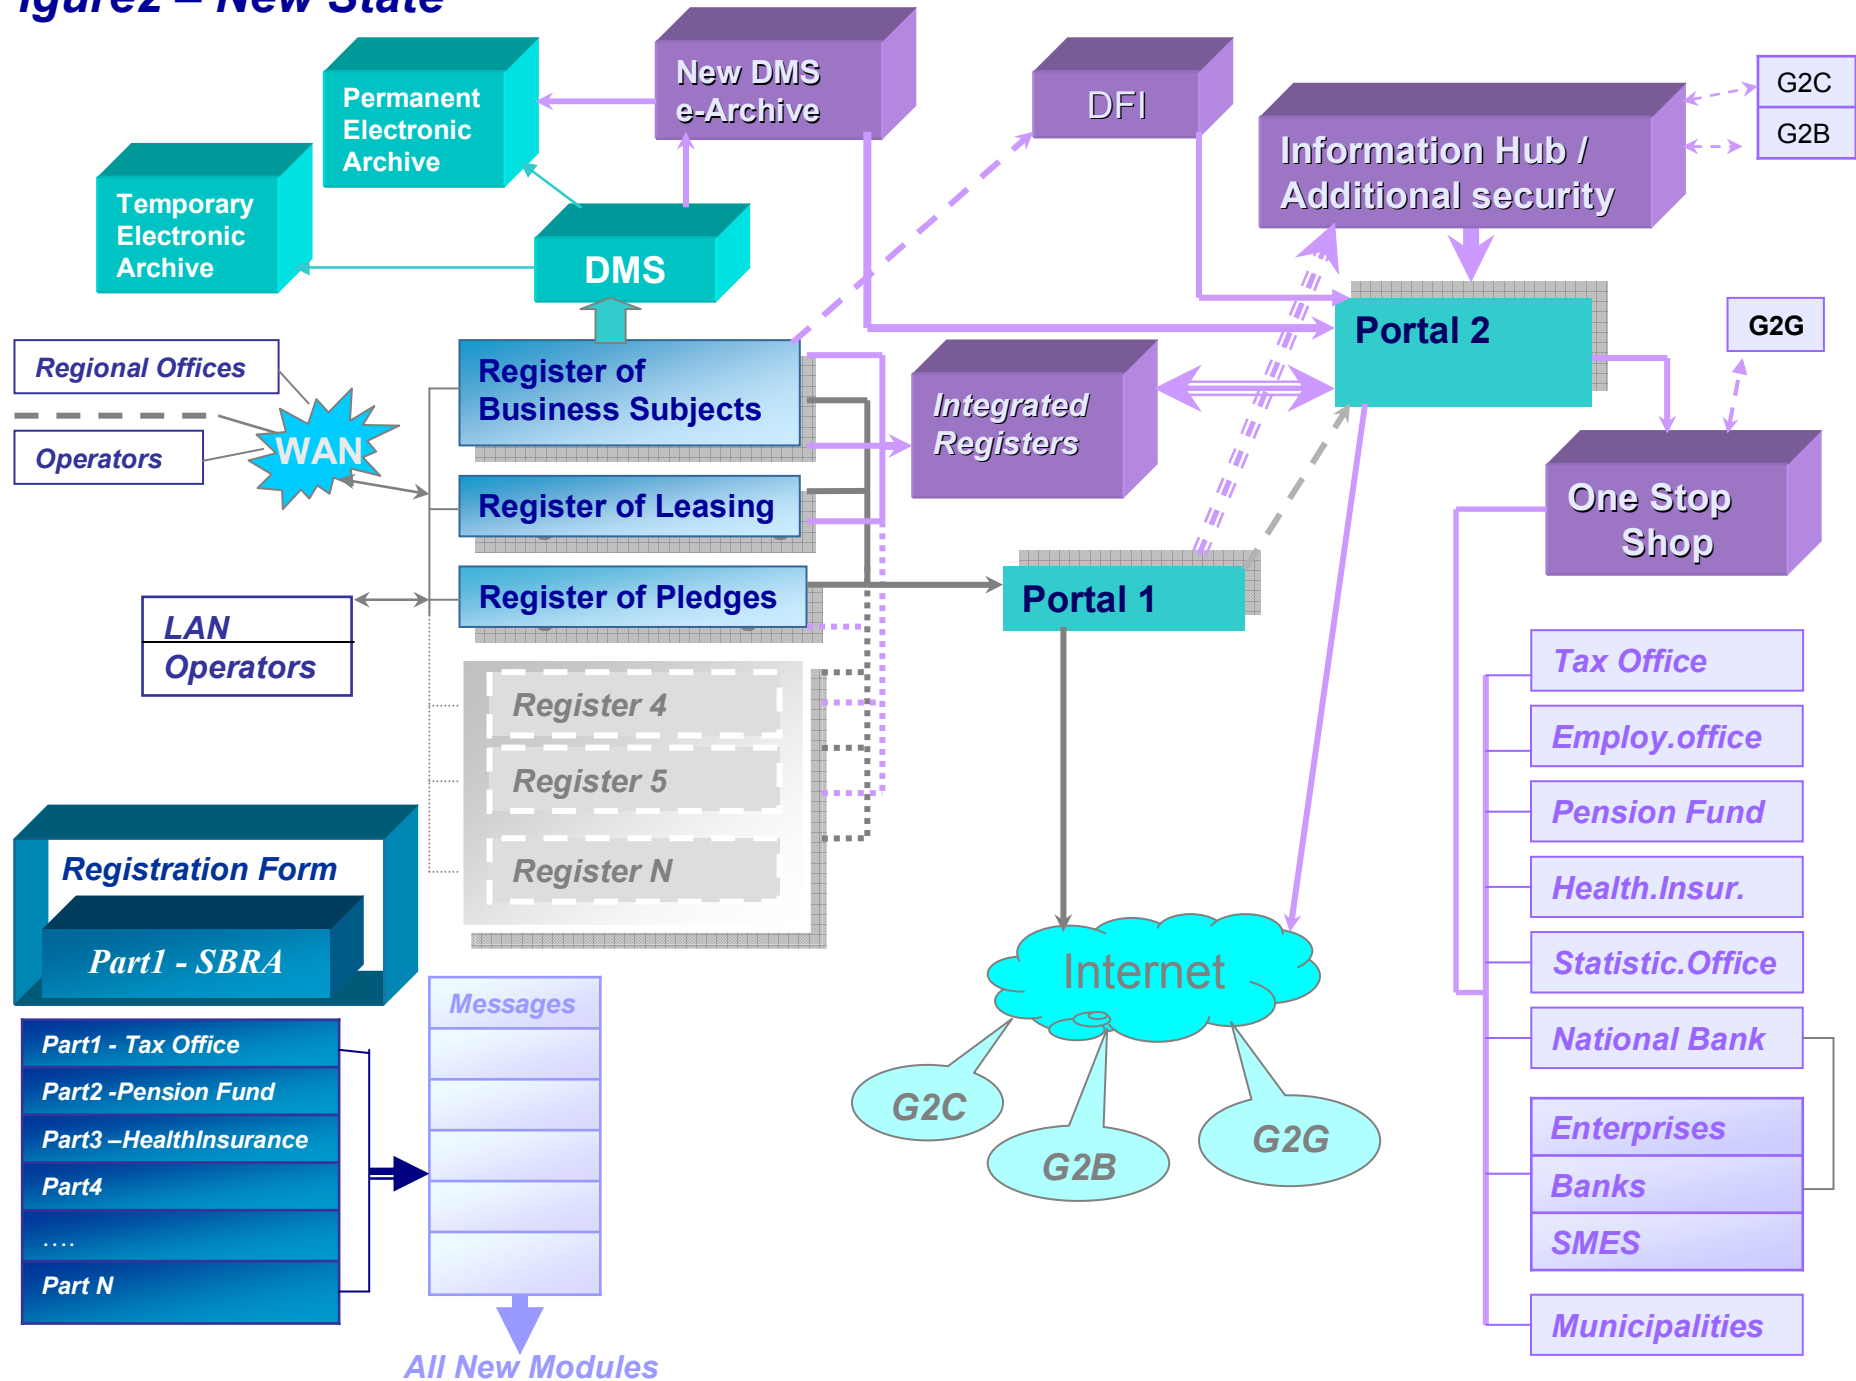 igure2 – New State
New DMS
e-Archive
DFI
Permanent
Electronic
Archive
Temporary
Electronic
Archive
DMS
Information Hub /
Additional security
G2C
G2B
G2G
Portal 2
Regional Offices
Operators
WAN
Register of
Business Subjects
Register of Leasing
Register of Pledges
Integrated
Registers
One Stop
Shop
Portal 1
LAN
Operators
Register 4
Register 5
Register N
Registration Form
Part1 - SBRA
Part1 - Tax Office
Part2 -Pension Fund
Part3 –HealthInsurance
Part4
....
Part N
Messages
All New Modules
Internet
G2C
G2B
G2G
Tax Office
Employ.office
Pension Fund
Health.Insur.
Statistic.Office
National Bank
Enterprises
Banks
SMES
Municipalities